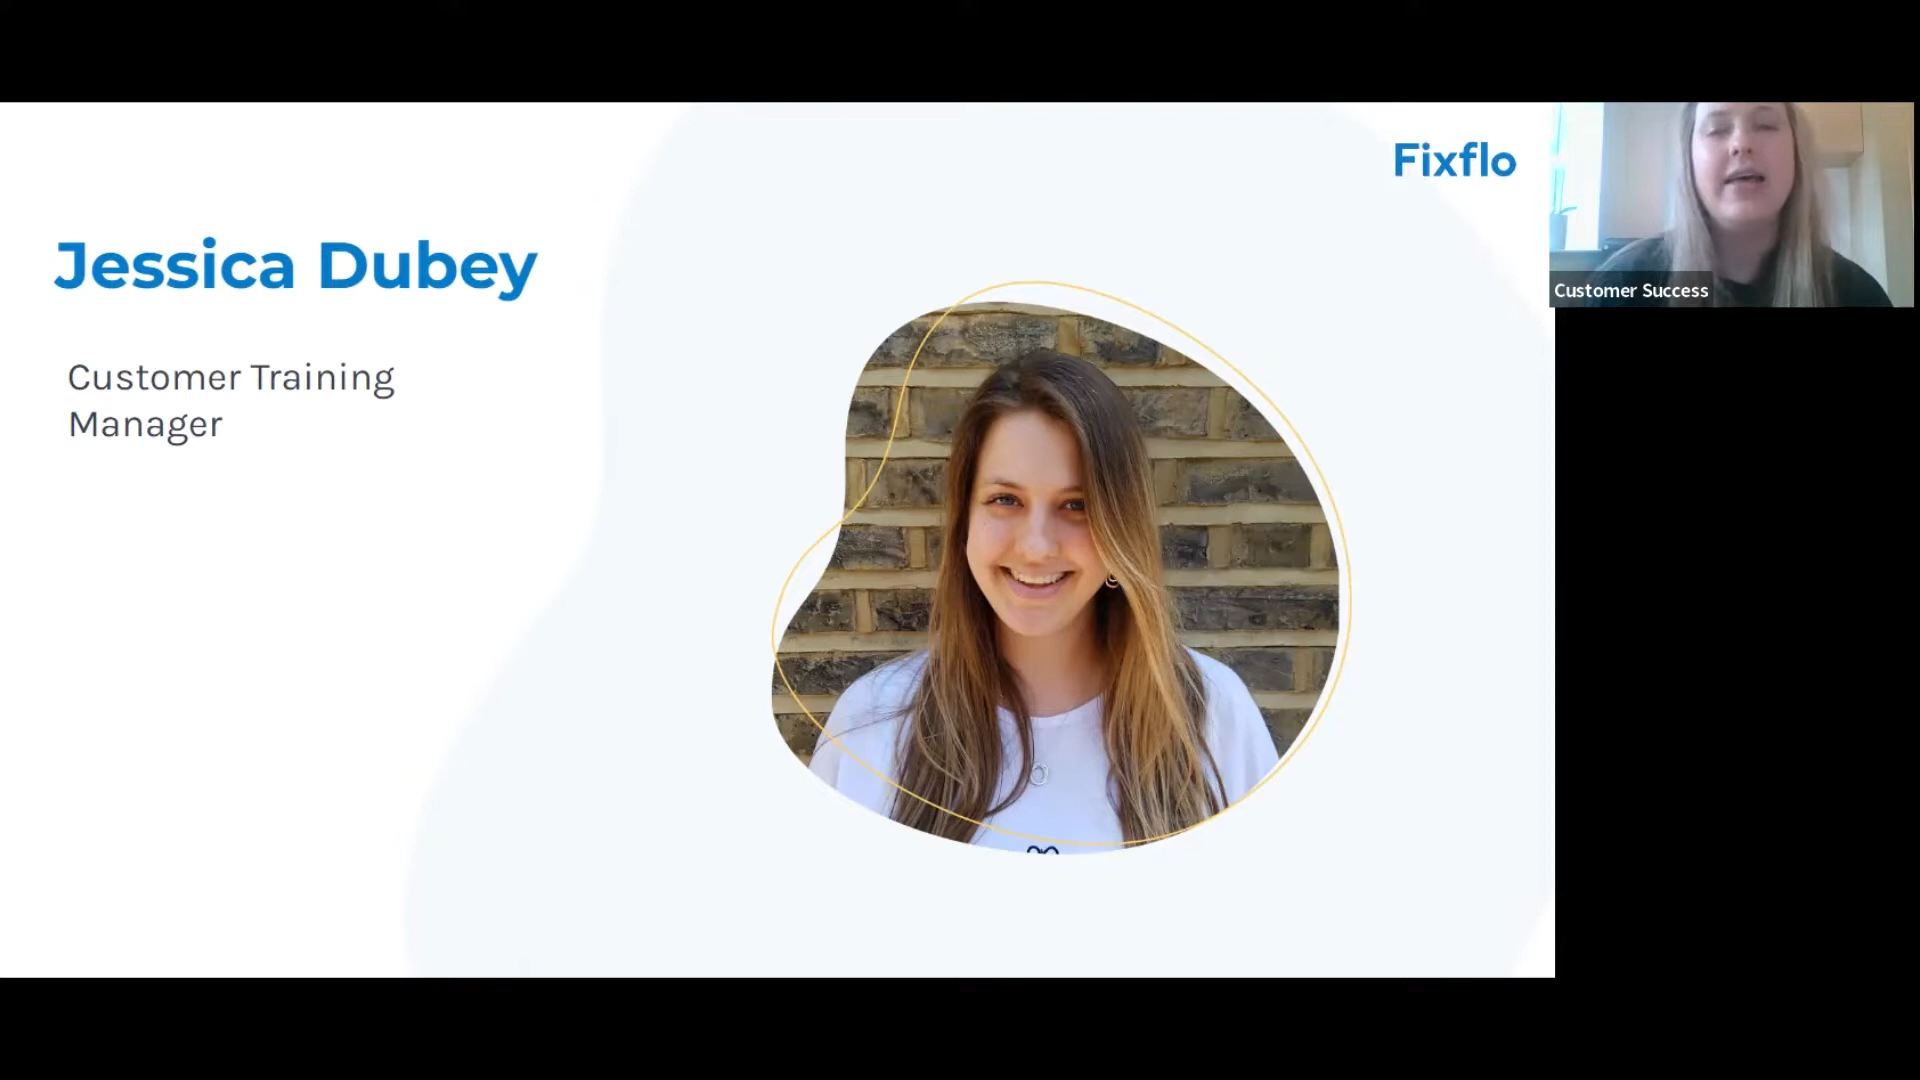 Fixflo
Jessica Dubey
Customer Training
Manager
Customer Success